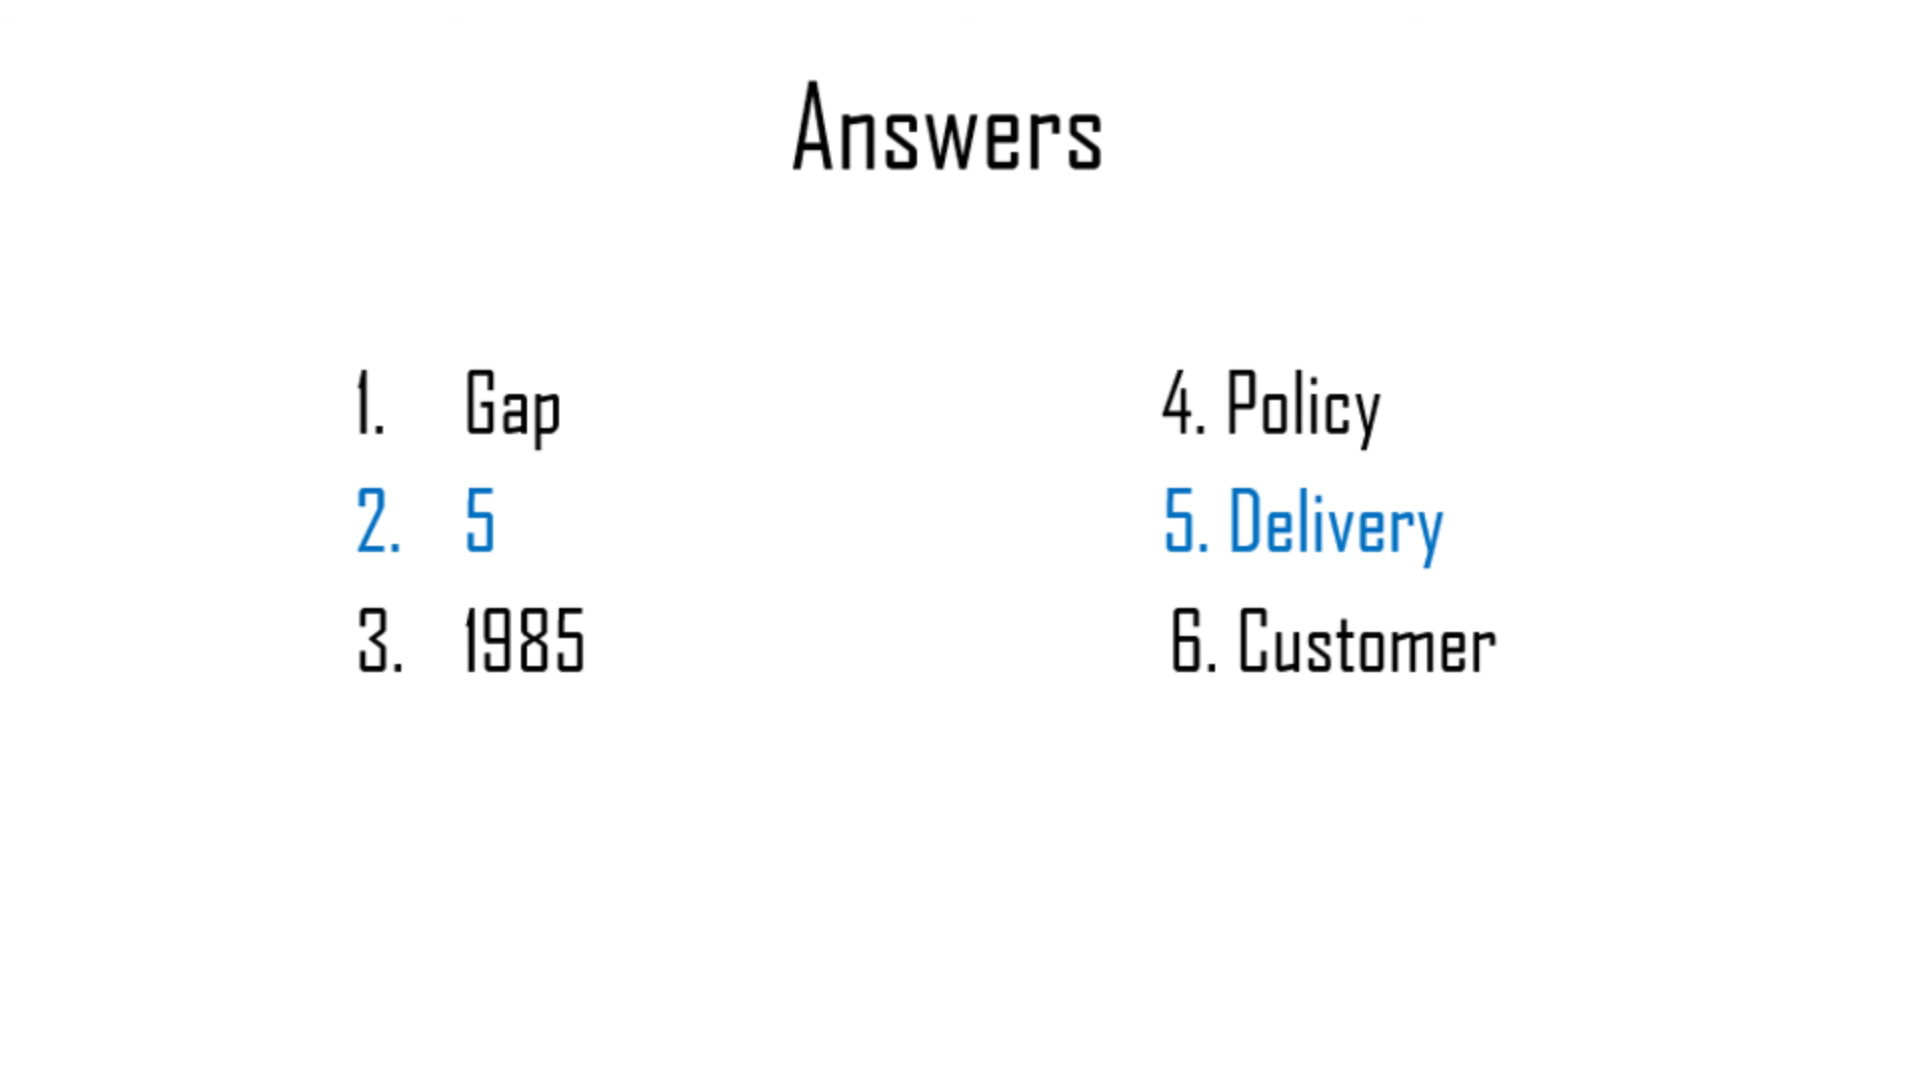 Answers
1. Gap
2. 5
3. 1985
4. Policy
5. Delivery
6. Customer